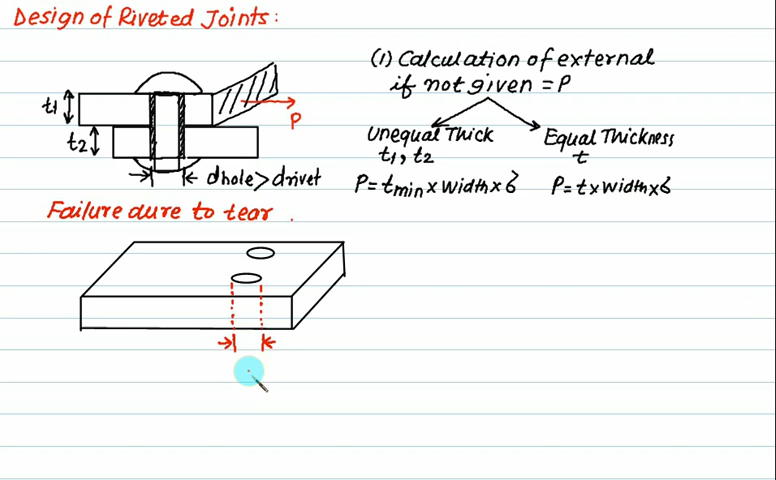 Design of Riveted Joints:
(1) Calculation of external
if not given = P
t1
P
t2
dhole > drivet
Unequal Thick
t1, t2
Equal Thickness
t
P = tmin x width x б
P = t x width x б
Failure dure to tear .